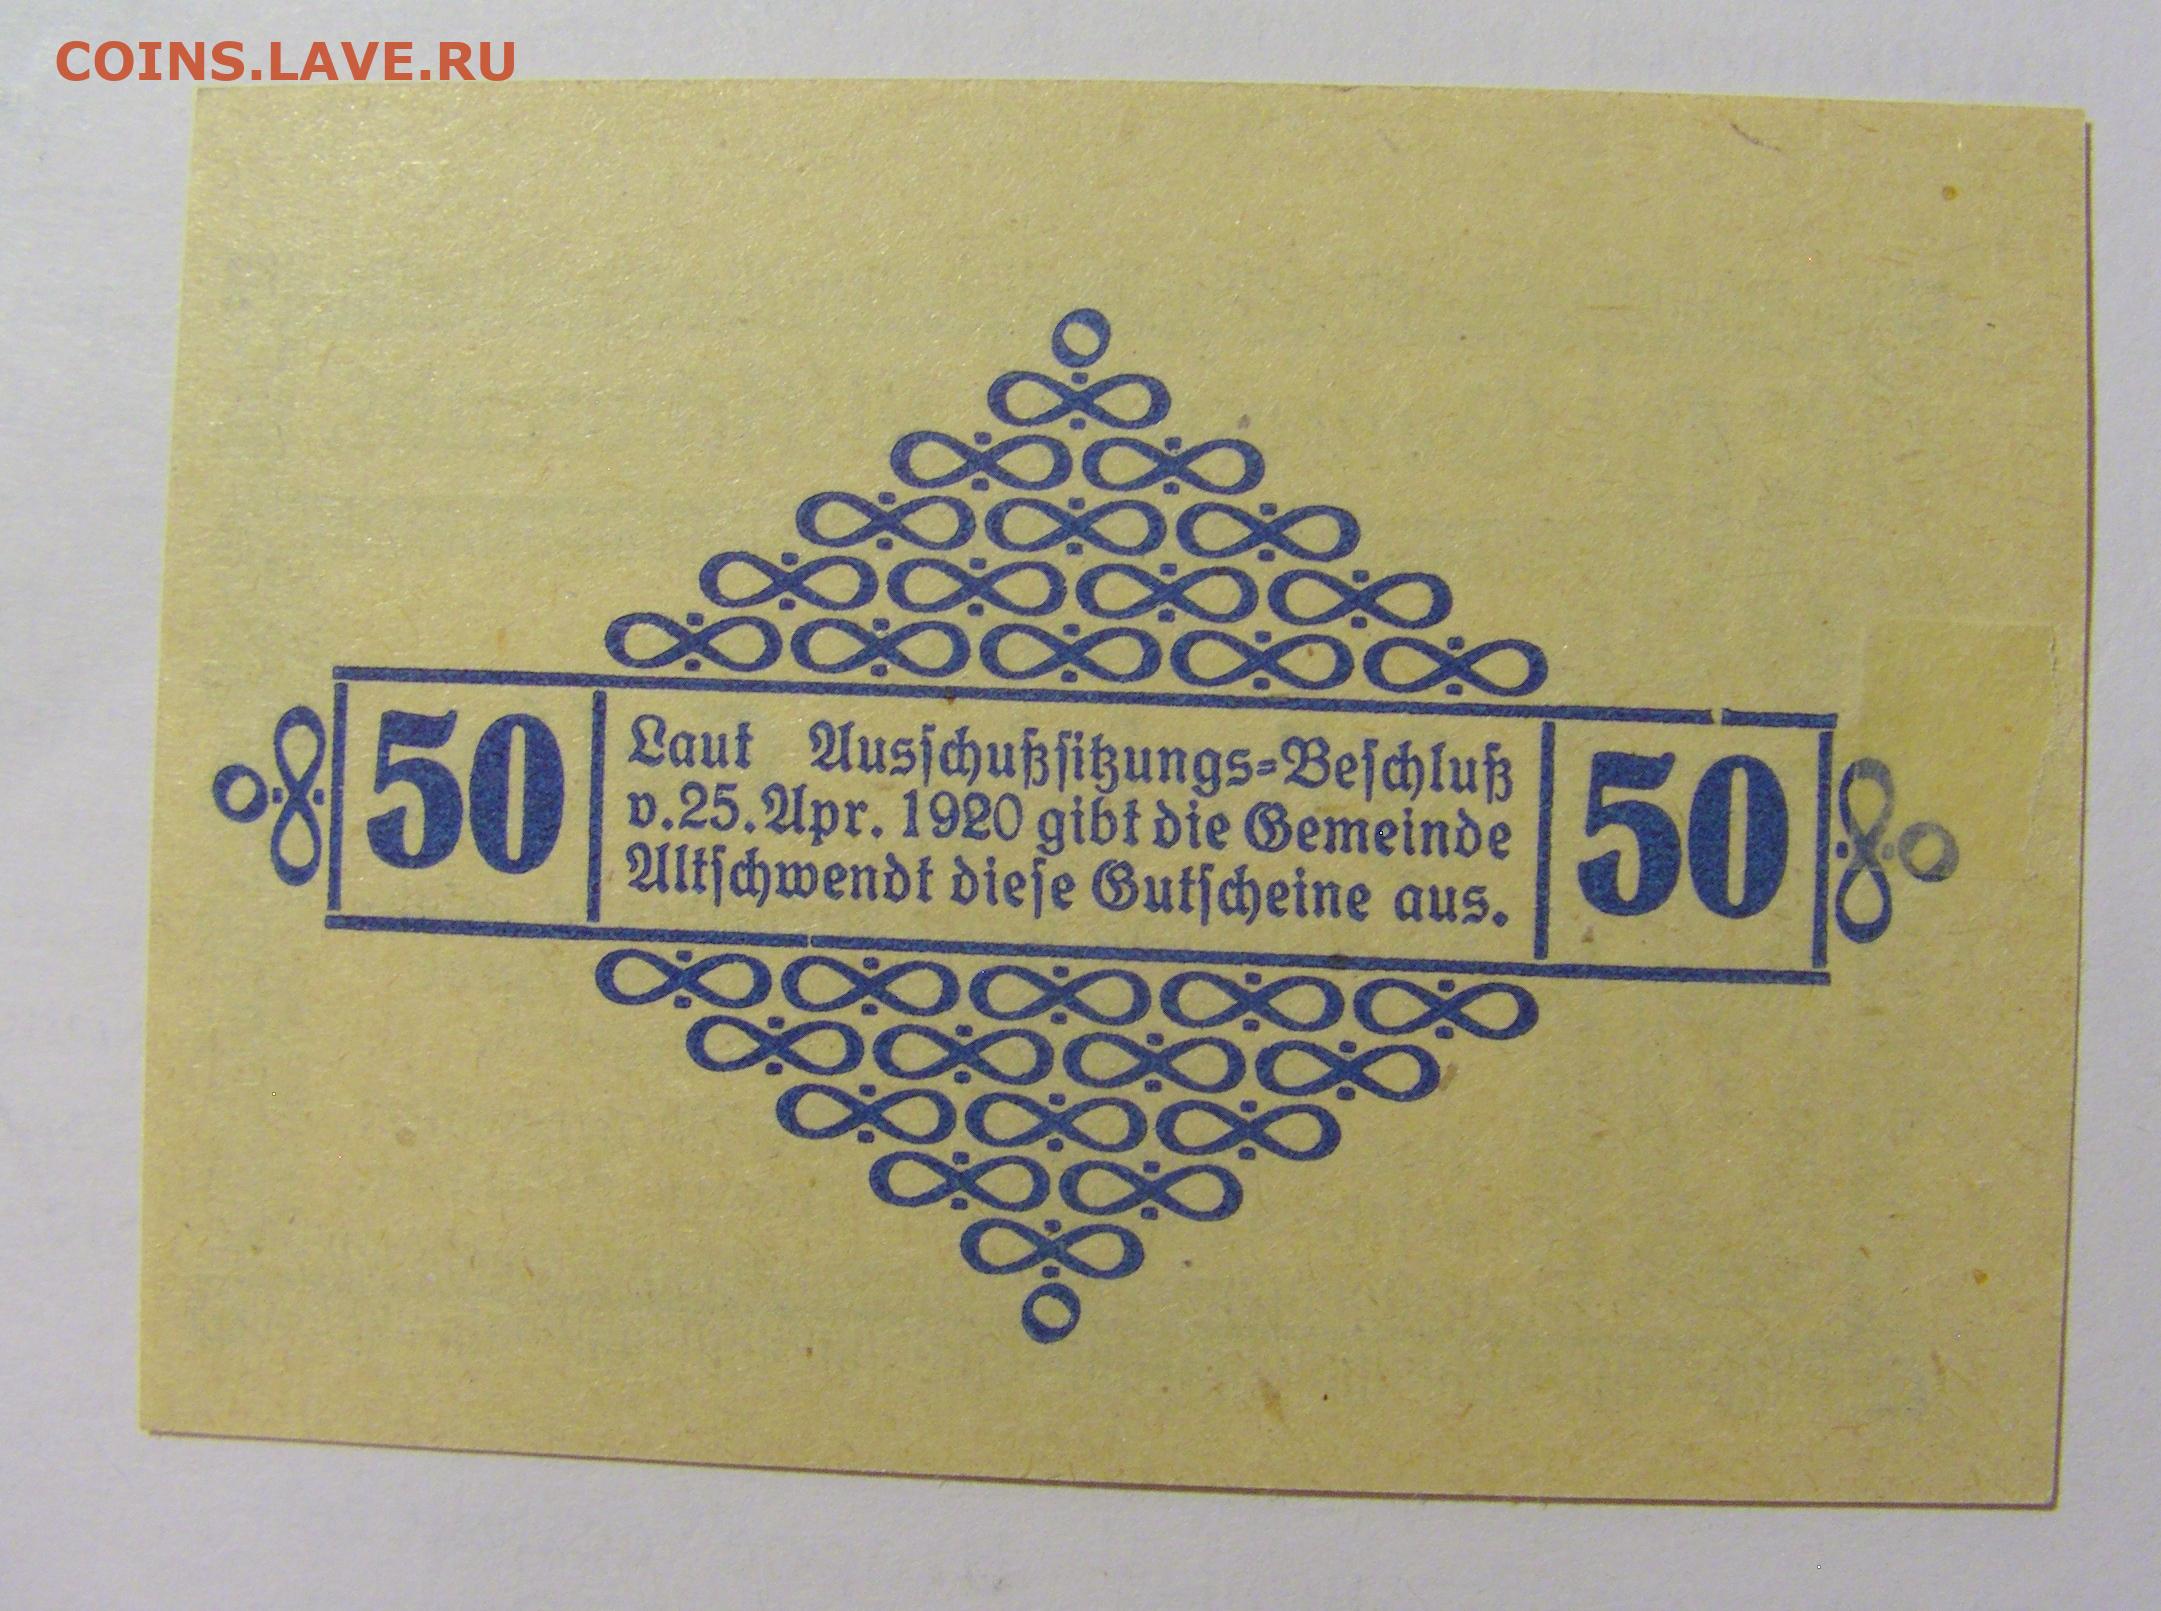 COINS.LAVE.RU
50
Laut Ausschußsitzungs=Beschluß
v. 25. Apr. 1920 gibt die Gemeinde
Altschwendt diese Gutscheine aus.
50